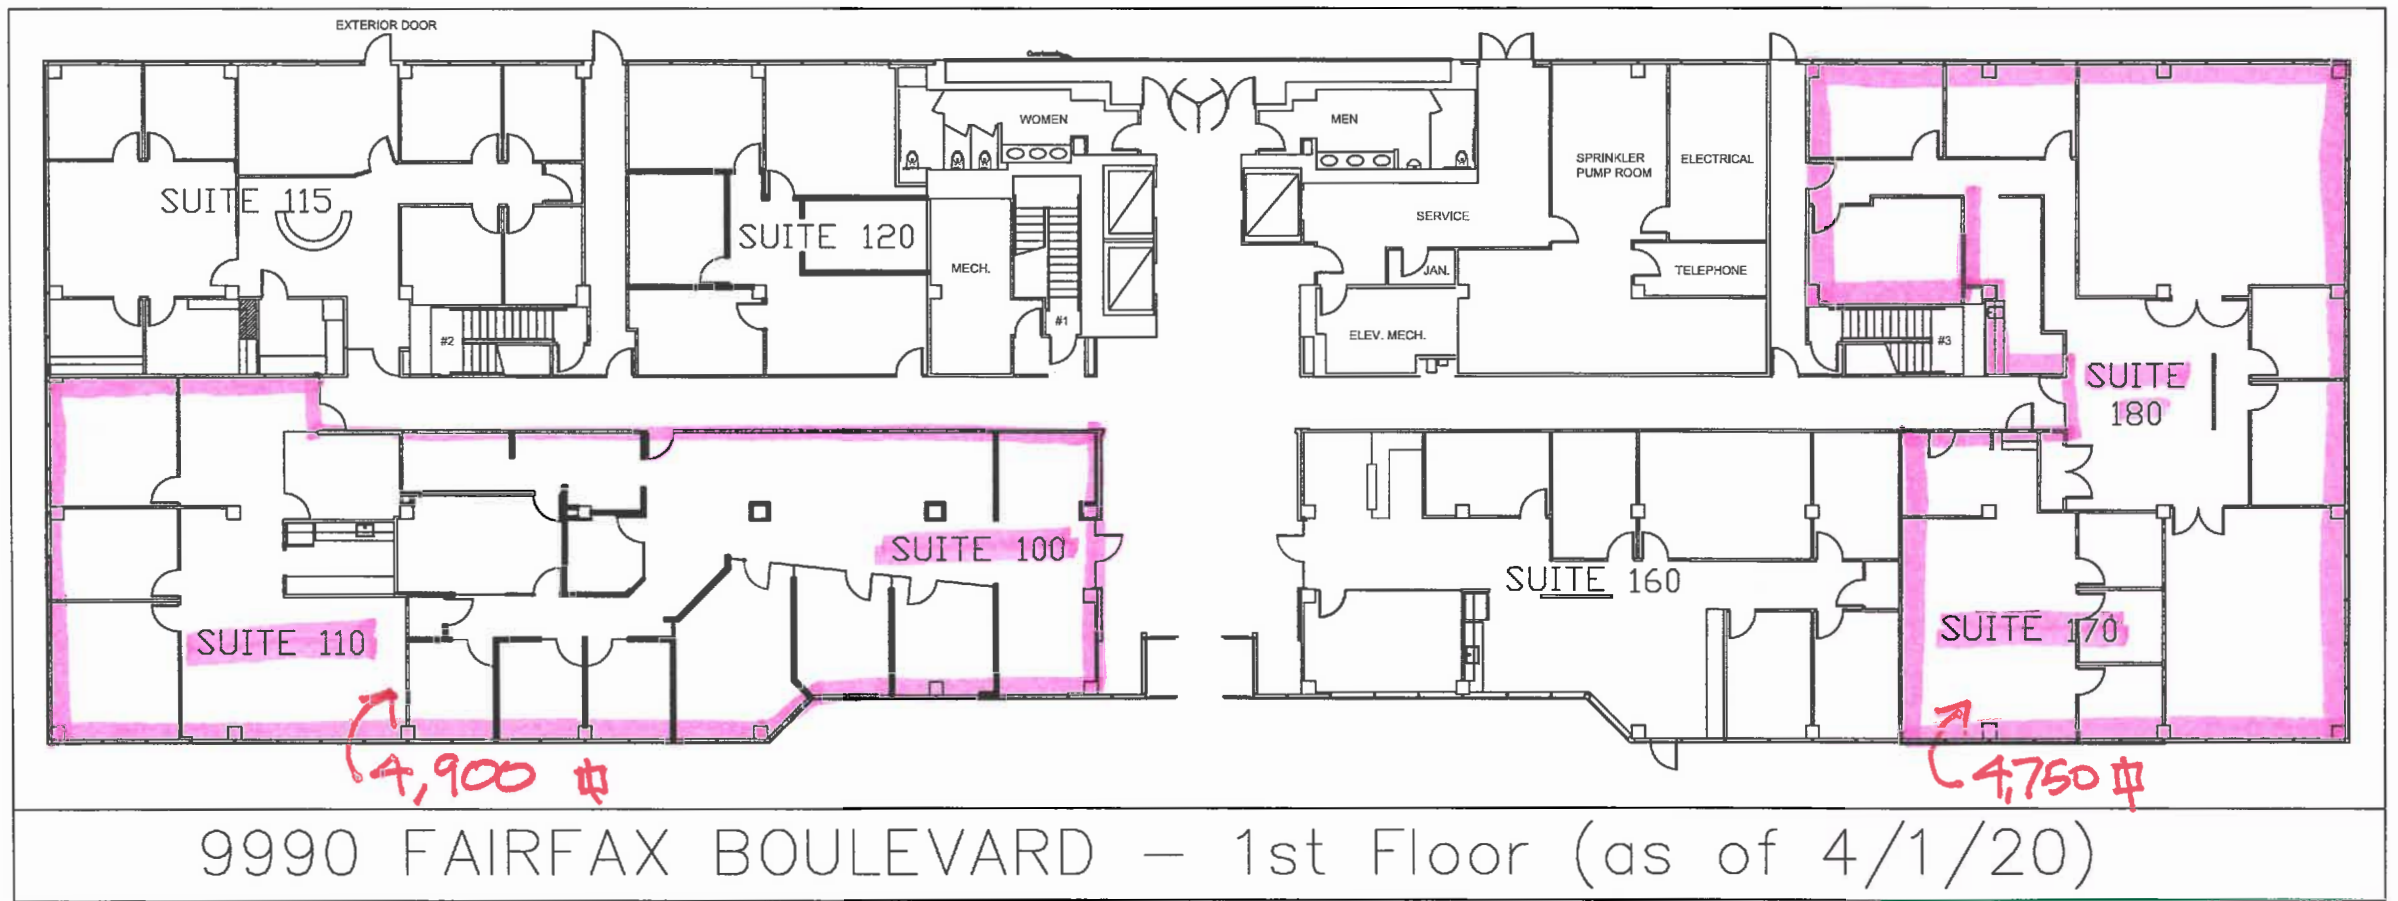 EXTERIOR DOOR
WOMEN
MEN
SPRINKLER
PUMP ROOM
ELECTRICAL
SUITE 115
SUITE 120
SERVICE
MECH.
JAN.
TELEPHONE
#1
#2
ELEV. MECH.
#3
SUITE
180
SUITE 100
SUITE 160
SUITE 110
SUITE 170
4,900
4,750
9990 FAIRFAX BOULEVARD - 1st Floor (as of 4/1/20)